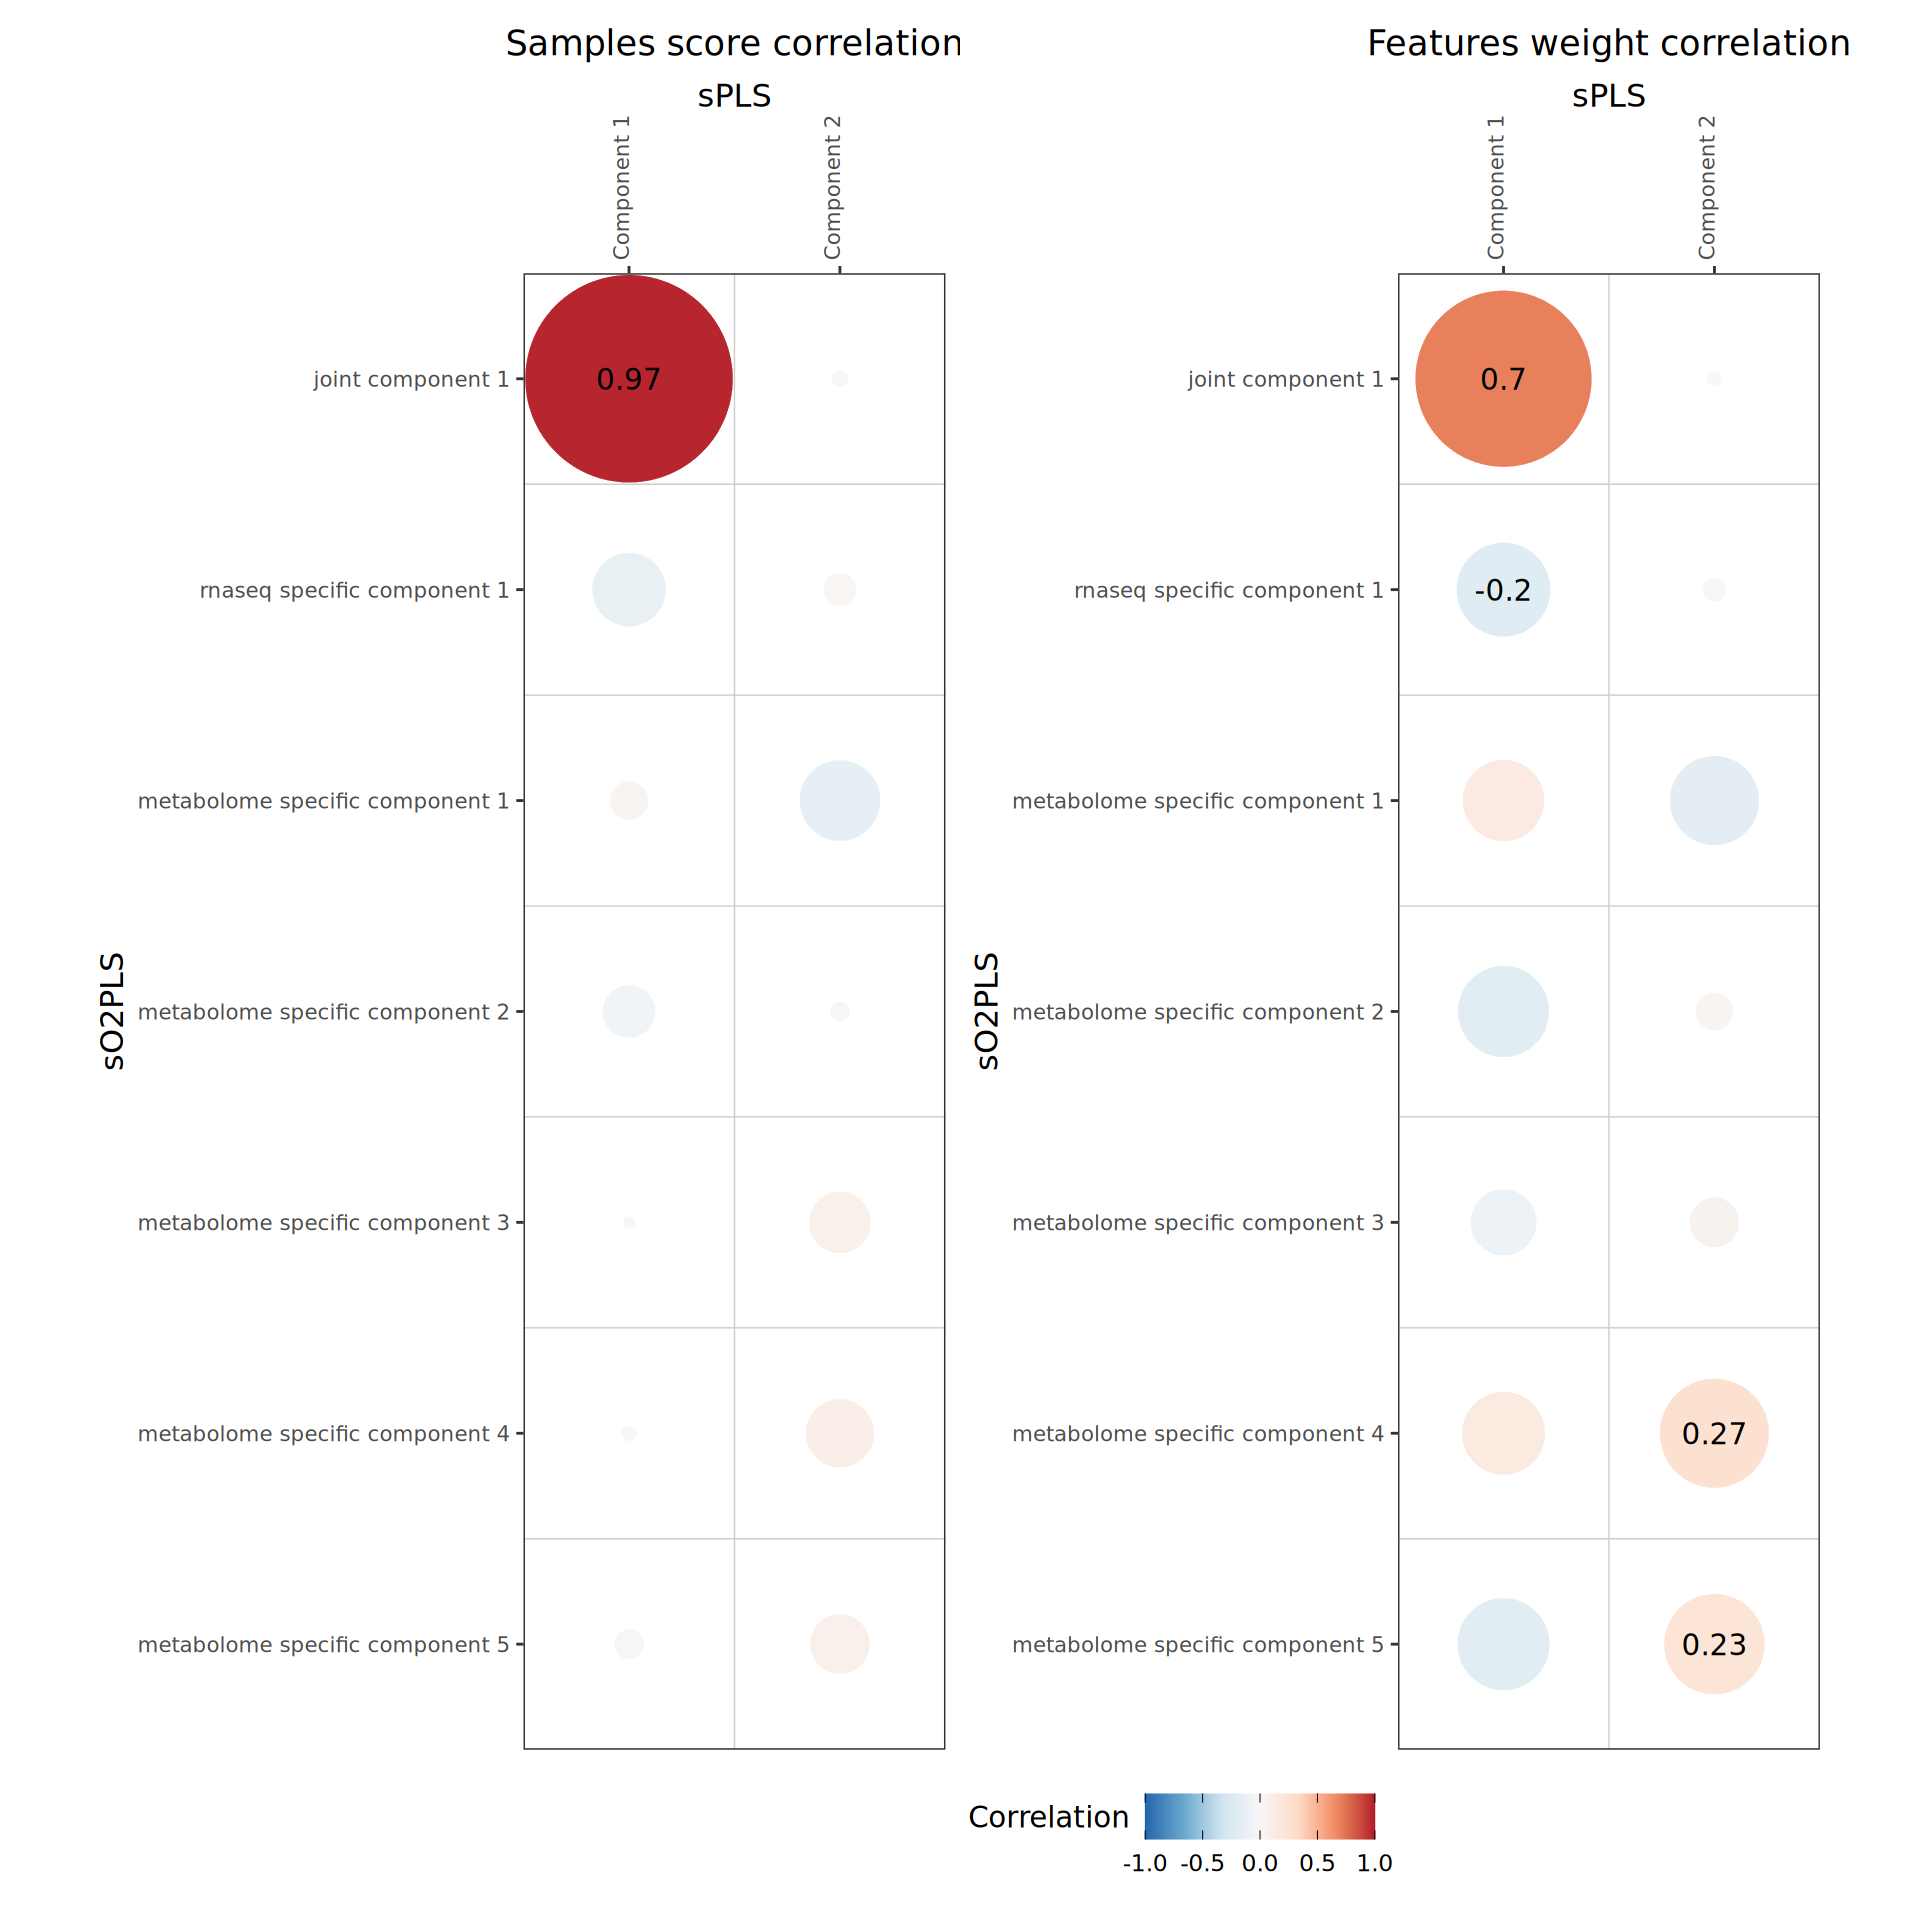 Samples score correlation
sPLS
Component 1
Component 2
sO2PLS
joint component 1
0.97
rnaseq specific component 1
metabolome specific component 1
metabolome specific component 2
metabolome specific component 3
metabolome specific component 4
metabolome specific component 5
Features weight correlation
sPLS
Component 1
Component 2
sO2PLS
joint component 1
0.7
rnaseq specific component 1
-0.2
metabolome specific component 1
metabolome specific component 2
metabolome specific component 3
metabolome specific component 4
0.27
metabolome specific component 5
0.23
Correlation
-1.0 -0.5 0.0 0.5 1.0